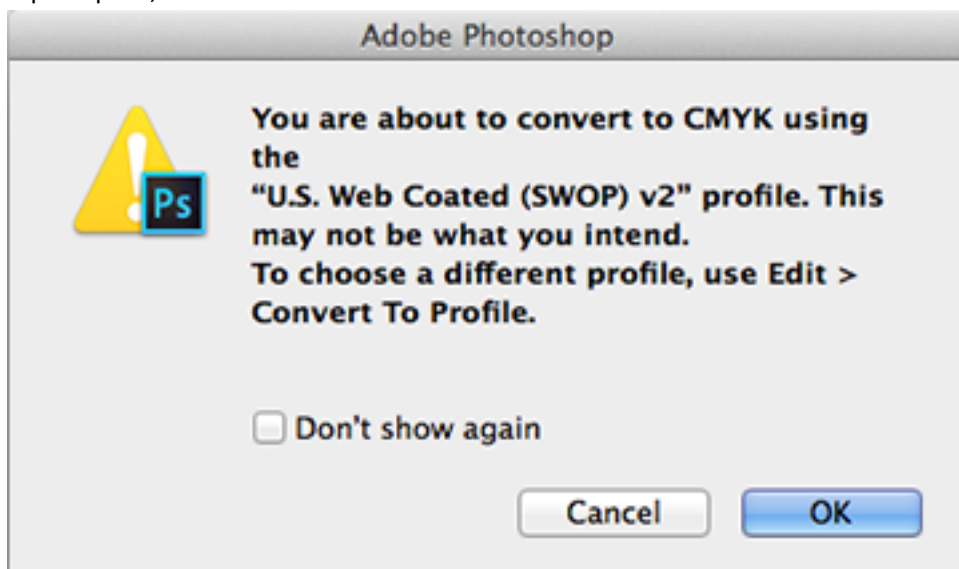 Adobe Photoshop
You are about to convert to CMYK using
the
“U.S. Web Coated (SWOP) v2” profile. This
may not be what you intend.
To choose a different profile, use Edit >
Convert To Profile.
Ps
Don't show again
Cancel
OK